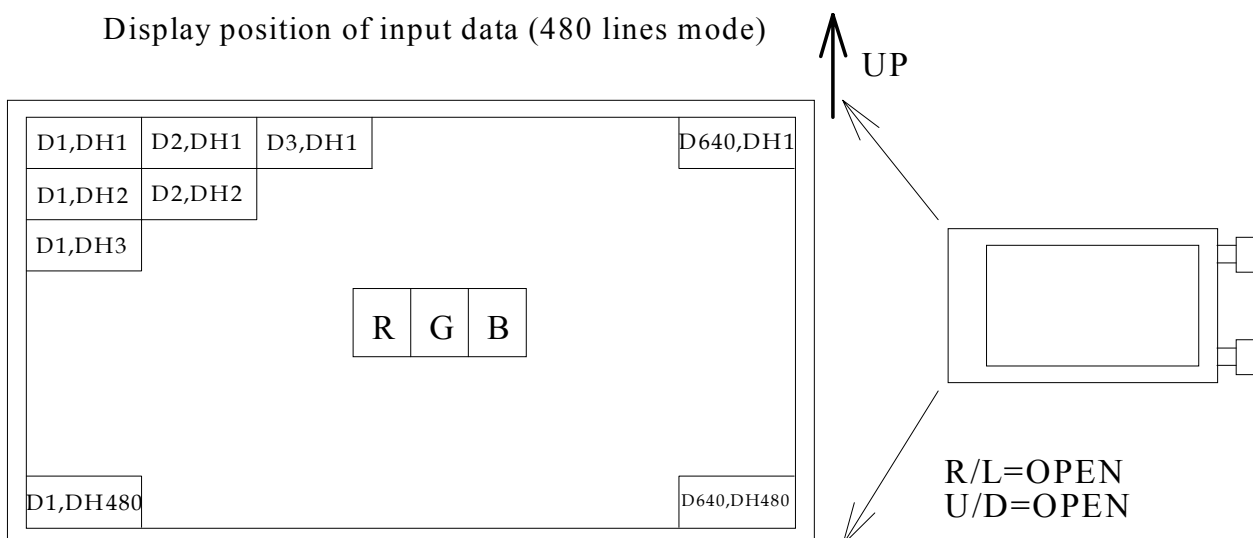 Display position of input data (480 lines mode)
UP
D1,DH1 D2,DH1 D3,DH1 D640,DH1
D1,DH2 D2,DH2
D1,DH3
R G B
D1,DH480 D640,DH480
R/L=OPEN
U/D=OPEN